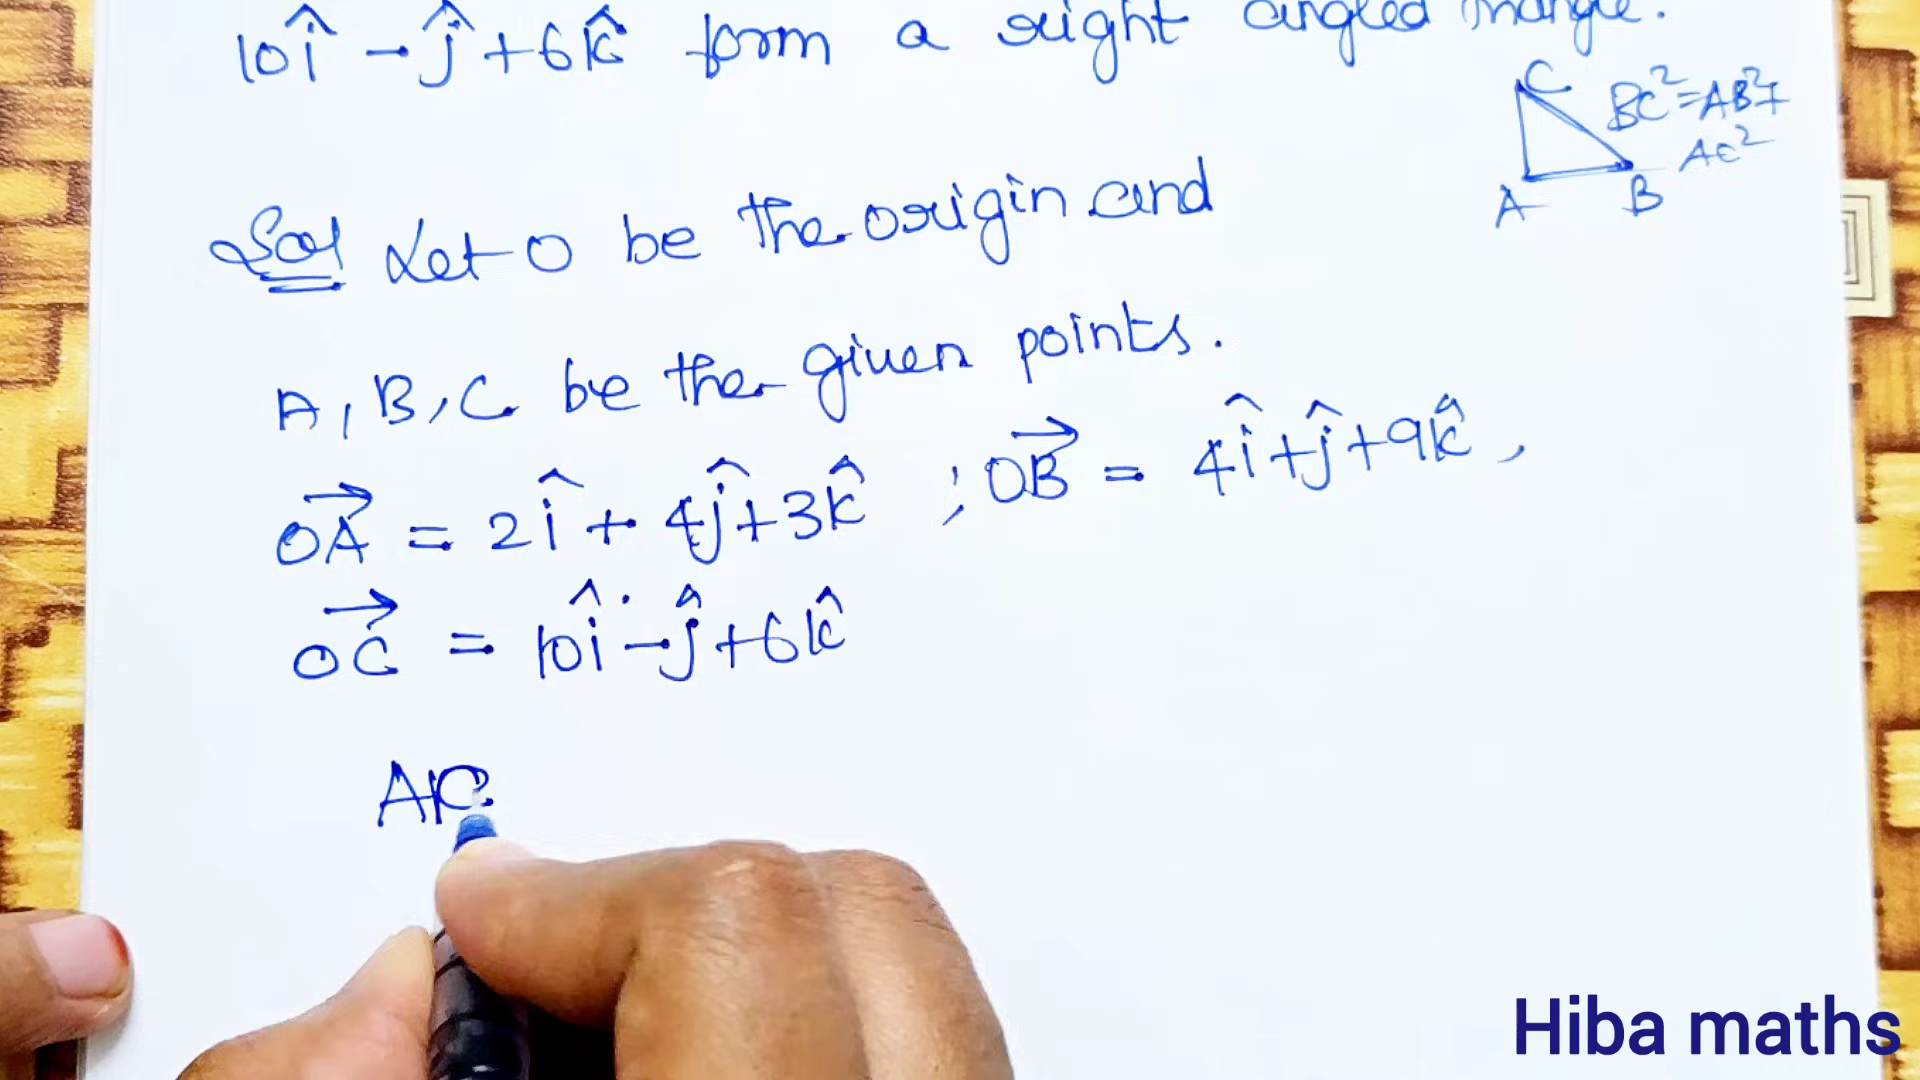 10î − ĵ + 6k̂ form a right angled triangle.
C
BC² = AB² +
AC²
A B
Sol Let O be the origin and
A, B, C be the given points.
OA⃗ = 2î + 4ĵ + 3k̂ ; OB⃗ = 4î + ĵ + 9k̂ ,
OC⃗ = 10î − ĵ + 6k̂
Hiba maths